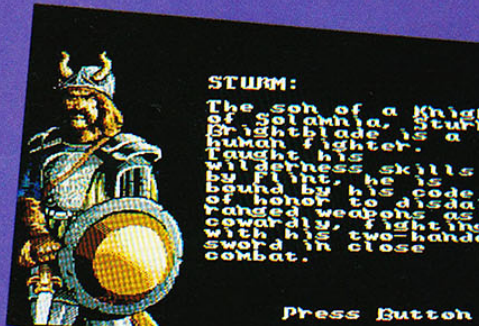 STURM:
The son of a Knig
of Solamnia, Stur
Brightblade is a
human fighter.
Taught his
wilderness skills
by Flint, he is
bound by his code
of honor to disda
ranged weapons as
cowardly, fightin
with his two-hande
sword in close
combat.
Press Button